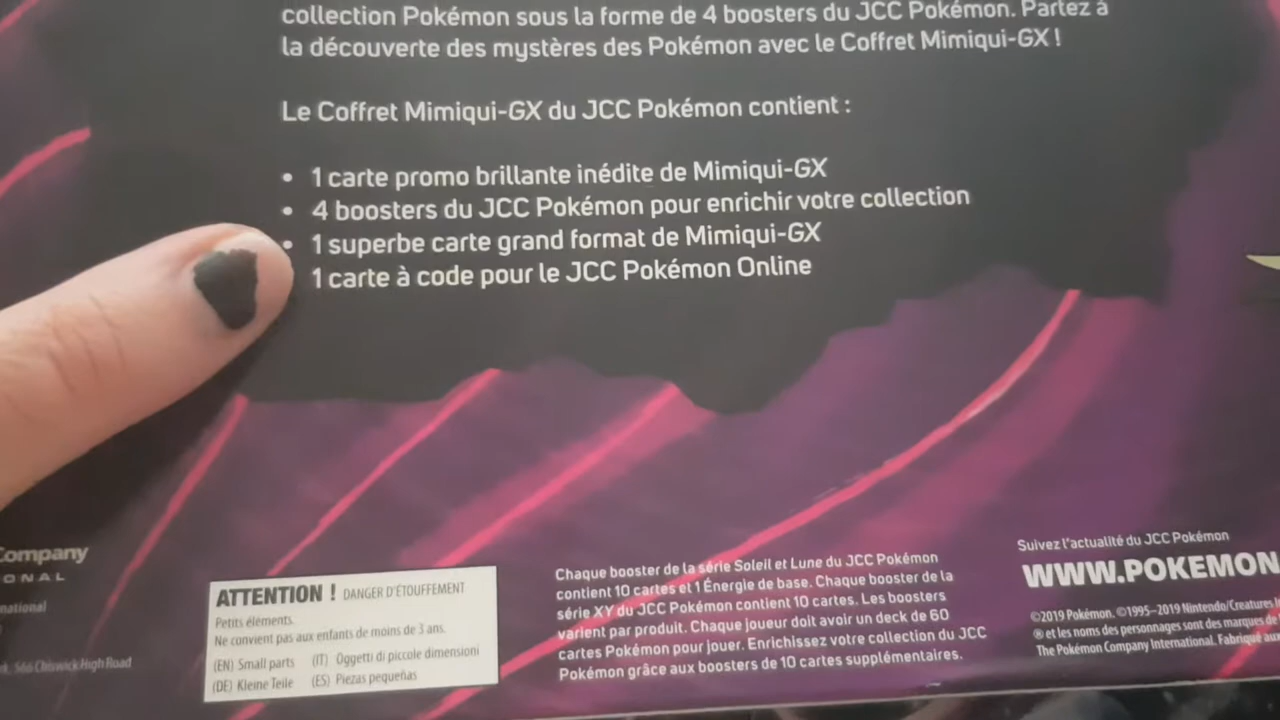 collection Pokémon sous la forme de 4 boosters du JCC Pokémon. Partez à
la découverte des mystères des Pokémon avec le Coffret Mimiqui-GX !
Le Coffret Mimiqui-GX du JCC Pokémon contient :
• 1 carte promo brillante inédite de Mimiqui-GX
• 4 boosters du JCC Pokémon pour enrichir votre collection
• 1 superbe carte grand format de Mimiqui-GX
1 carte à code pour le JCC Pokémon Online
Company
ONAL
national
566 Chiswick High Road
ATTENTION ! DANGER D'ÉTOUFFEMENT
Petits éléments.
Ne convient pas aux enfants de moins de 3 ans.
(EN) Small parts (IT) Oggetti di piccole dimensioni
(DE) Kleine Teile (ES) Piezas pequeñas
Chaque booster de la série Soleil et Lune du JCC Pokémon
contient 10 cartes et 1 Énergie de base. Chaque booster de la
série XY du JCC Pokémon contient 10 cartes. Les boosters
varient par produit. Chaque joueur doit avoir un deck de 60
cartes Pokémon pour jouer. Enrichissez votre collection du JCC
Pokémon grâce aux boosters de 10 cartes supplémentaires.
Suivez l'actualité du JCC Pokémon
WWW.POKEMON
©2019 Pokémon. ©1995–2019 Nintendo/Creatures
® et les noms des personnages sont des marques de
The Pokémon Company International. Fabriqué